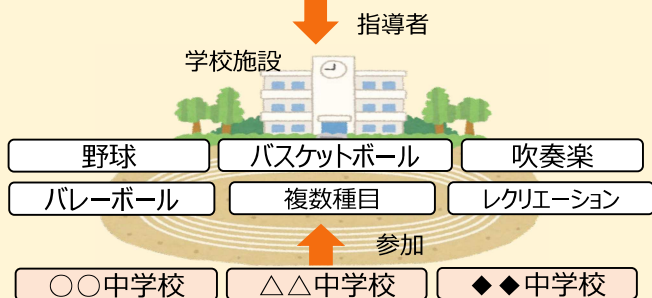 指導者
学校施設
野球 バスケットボール 吹奏楽
バレーボール 複数種目 レクリエーション
参加
○○中学校 △△中学校 ◆◆中学校